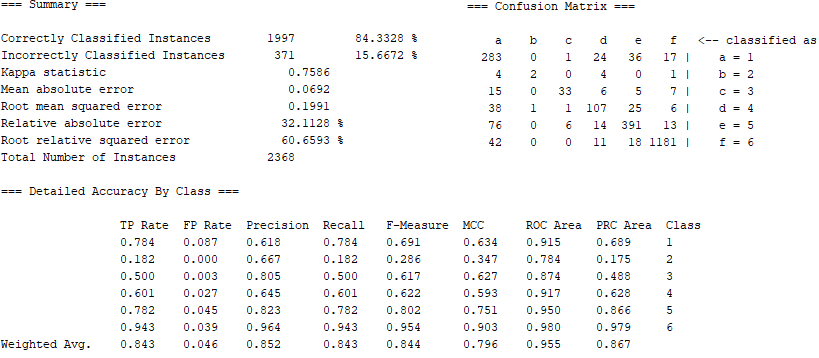 === Summary ===
Correctly Classified Instances 1997 84.3328 %
Incorrectly Classified Instances 371 15.6672 %
Kappa statistic 0.7586
Mean absolute error 0.0692
Root mean squared error 0.1991
Relative absolute error 32.1128 %
Root relative squared error 60.6593 %
Total Number of Instances 2368
=== Confusion Matrix ===
a b c d e f <-- classified as
283 0 1 24 36 17 | a = 1
4 2 0 4 0 1 | b = 2
15 0 33 6 5 7 | c = 3
38 1 1 107 25 6 | d = 4
76 0 6 14 391 13 | e = 5
42 0 0 11 18 1181 | f = 6
=== Detailed Accuracy By Class ===
TP Rate FP Rate Precision Recall F-Measure MCC ROC Area PRC Area Class
0.784 0.087 0.618 0.784 0.691 0.634 0.915 0.689 1
0.182 0.000 0.667 0.182 0.286 0.347 0.784 0.175 2
0.500 0.003 0.805 0.500 0.617 0.627 0.874 0.488 3
0.601 0.027 0.645 0.601 0.622 0.593 0.917 0.628 4
0.782 0.045 0.823 0.782 0.802 0.751 0.950 0.866 5
0.943 0.039 0.964 0.943 0.954 0.903 0.980 0.979 6
Weighted Avg. 0.843 0.046 0.852 0.843 0.844 0.796 0.955 0.867